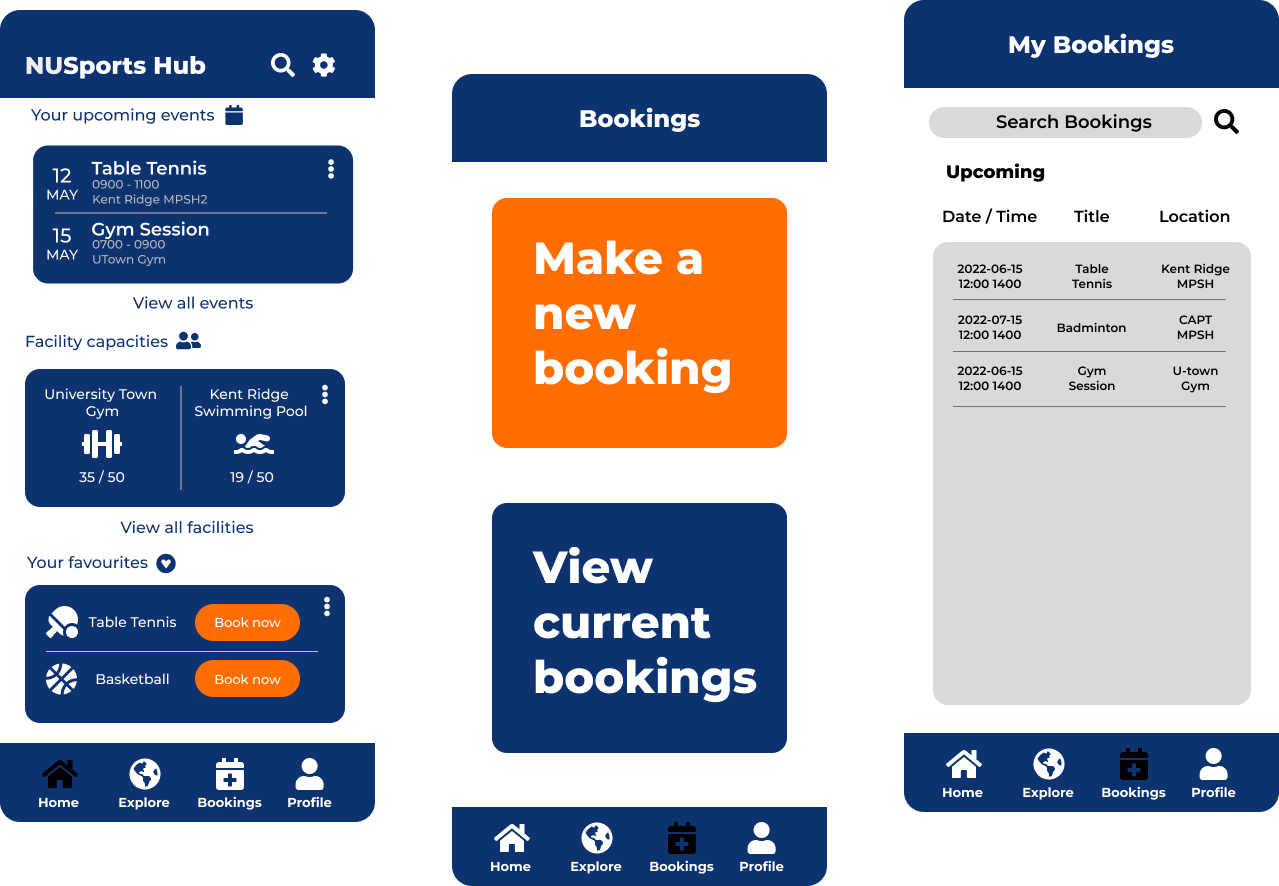 NUSports Hub
Your upcoming events
12
MAY
Table Tennis
0900 - 1100
Kent Ridge MPSH2
15
MAY
Gym Session
0700 - 0900
UTown Gym
View all events
Facility capacities
University Town
Gym
35 / 50
Kent Ridge
Swimming Pool
19 / 50
View all facilities
Your favourites
Table Tennis
Book now
Basketball
Book now
Home
Explore
Bookings
Profile
Bookings
Make a
new
booking
View
current
bookings
Home
Explore
Bookings
Profile
My Bookings
Search Bookings
Upcoming
Date / Time
Title
Location
2022-06-15
12:00 1400
Table
Tennis
Kent Ridge
MPSH
2022-07-15
12:00 1400
Badminton
CAPT
MPSH
2022-06-15
12:00 1400
Gym
Session
U-town
Gym
Home
Explore
Bookings
Profile